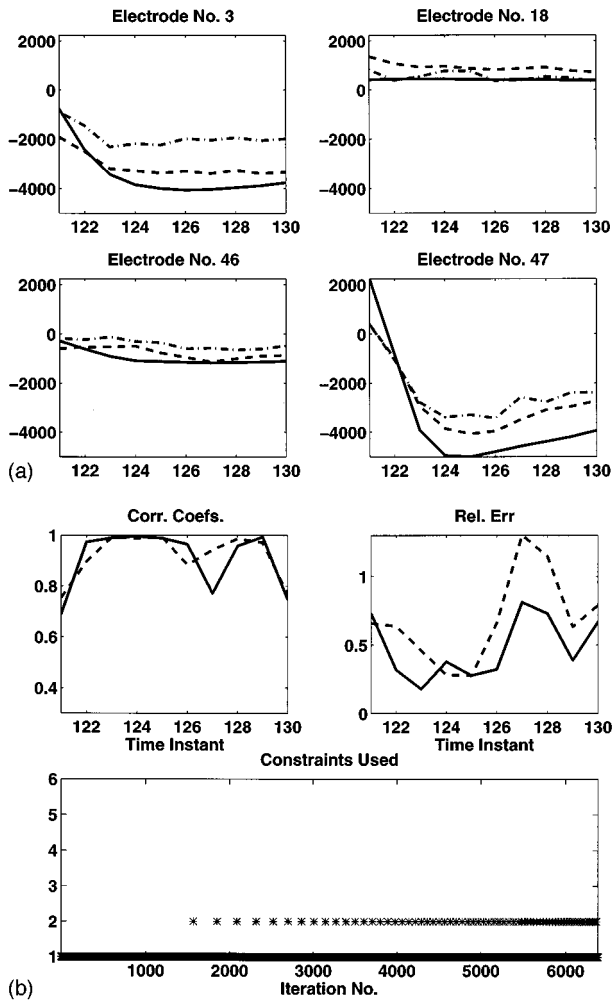 Electrode No. 3
Electrode No. 18
2000
0
-2000
-4000
122 124 126 128 130
2000
0
-2000
-4000
122 124 126 128 130
Electrode No. 46
Electrode No. 47
2000
0
-2000
-4000
122 124 126 128 130
2000
0
-2000
-4000
122 124 126 128 130
(a)
Corr. Coefs.
Rel. Err
1
0.8
0.6
0.4
122 124 126 128 130
Time Instant
1
0.5
0
122 124 126 128 130
Time Instant
Constraints Used
6
5
4
3
2
1
1000 2000 3000 4000 5000 6000
Iteration No.
(b)